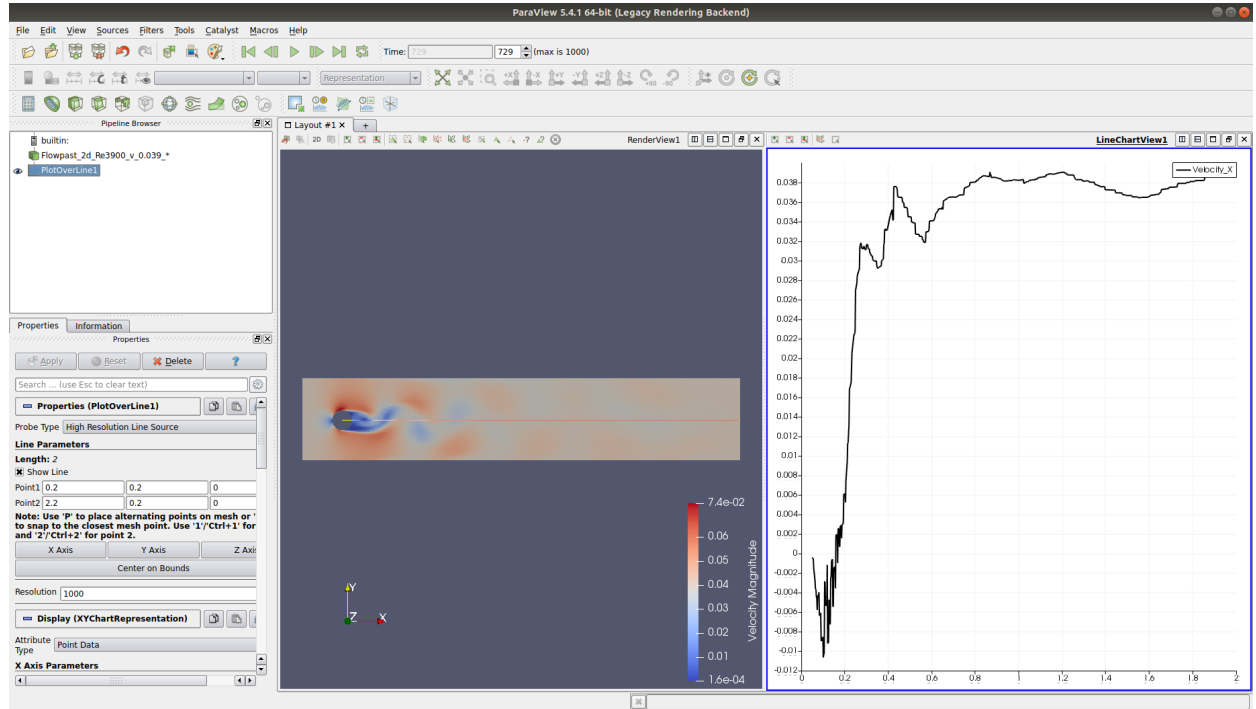 ParaView 5.4.1 64-bit (Legacy Rendering Backend)
File Edit View Sources Filters Tools Catalyst Macros Help
Time: 729 729 (max is 1000)
Representation
+X -X +Y -Y +Z -Z +90 -90
Pipeline Browser
builtin:
Flowpast_2d_Re3900_v_0.039_*
PlotOverLine1
Properties Information
Properties
Apply Reset Delete ?
Search ... (use Esc to clear text)
Properties (PlotOverLine1)
Probe Type High Resolution Line Source
Line Parameters
Length: 2
Show Line
Point1 0.2 0.2 0
Point2 2.2 0.2 0
Note: Use 'P' to place alternating points on mesh or '
to snap to the closest mesh point. Use '1'/'Ctrl+1' for
and '2'/'Ctrl+2' for point 2.
X Axis Y Axis Z Axi
Center on Bounds
Resolution 1000
Display (XYChartRepresentation)
Attribute
Type
Point Data
X Axis Parameters
Layout #1 × +
2D RenderView1
7.4e-02
0.06
0.05
0.04
0.03
0.02
0.01
1.6e-04
Velocity Magnitude
Y
Z X
LineChartView1
Velocity_X
0.038
0.036
0.034
0.032
0.03
0.028
0.026
0.024
0.022
0.02
0.018
0.016
0.014
0.012
0.01
0.008
0.006
0.004
0.002
0
-0.002
-0.004
-0.006
-0.008
-0.01
-0.012
0 0.2 0.4 0.6 0.8 1 1.2 1.4 1.6 1.8 2